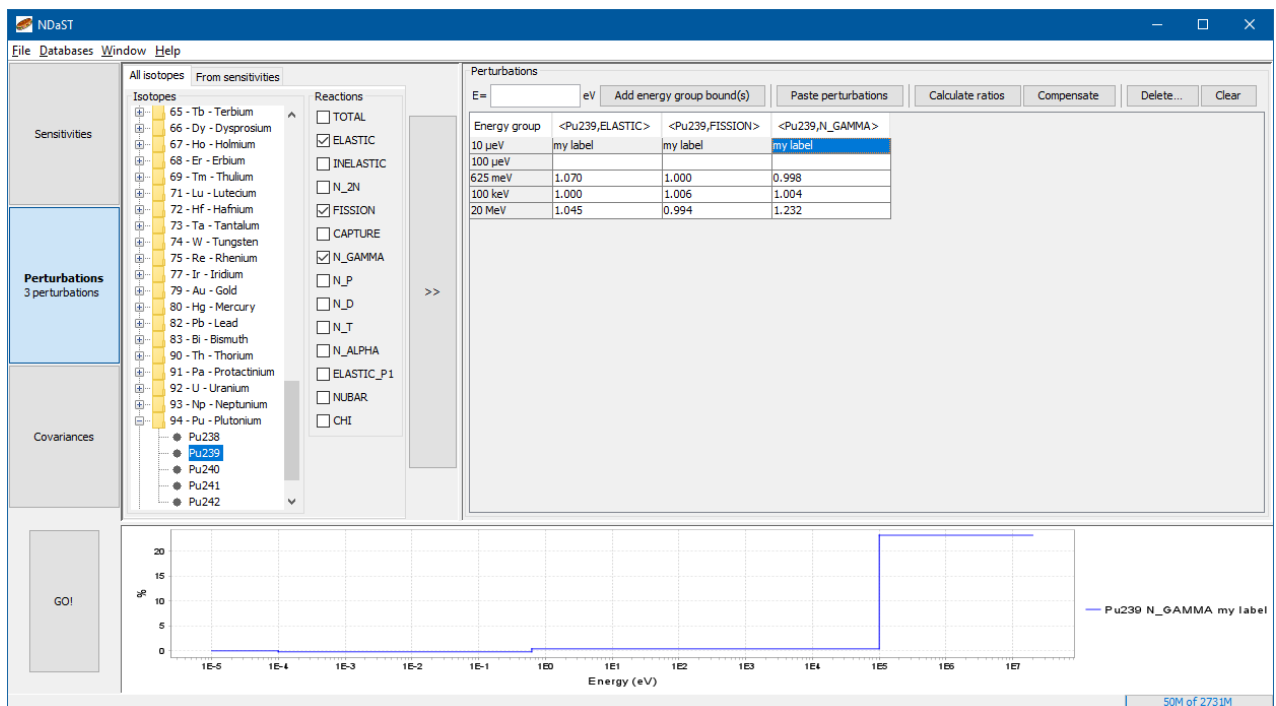 NDaST
File Databases Window Help
Sensitivities
Perturbations
3 perturbations
Covariances
GO!
All isotopes From sensitivities
Isotopes
65 - Tb - Terbium
66 - Dy - Dysprosium
67 - Ho - Holmium
68 - Er - Erbium
69 - Tm - Thulium
71 - Lu - Lutecium
72 - Hf - Hafnium
73 - Ta - Tantalum
74 - W - Tungsten
75 - Re - Rhenium
77 - Ir - Iridium
79 - Au - Gold
80 - Hg - Mercury
82 - Pb - Lead
83 - Bi - Bismuth
90 - Th - Thorium
91 - Pa - Protactinium
92 - U - Uranium
93 - Np - Neptunium
94 - Pu - Plutonium
Pu238
Pu239
Pu240
Pu241
Pu242
Reactions
TOTAL
ELASTIC
INELASTIC
N_2N
FISSION
CAPTURE
N_GAMMA
N_P
N_D
N_T
N_ALPHA
ELASTIC_P1
NUBAR
CHI
>>
Perturbations
E= eV Add energy group bound(s) Paste perturbations Calculate ratios Compensate Delete... Clear
Energy group <Pu239,ELASTIC> <Pu239,FISSION> <Pu239,N_GAMMA>
10 µeV my label my label my label
100 µeV
625 meV 1.070 1.000 0.998
100 keV 1.000 1.006 1.004
20 MeV 1.045 0.994 1.232
%
20
15
10
5
0
1E-5 1E-4 1E-3 1E-2 1E-1 1E0 1E1 1E2 1E3 1E4 1E5 1E6 1E7
Energy (eV)
Pu239 N_GAMMA my label
50M of 2731M